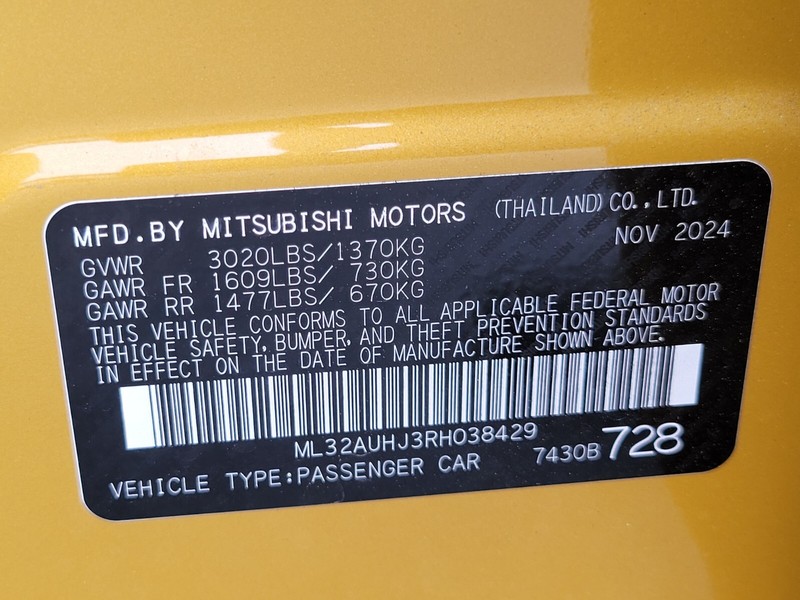 MFD.BY MITSUBISHI MOTORS (THAILAND) CO.,LTD.
NOV 2024
GVWR 3020LBS/1370KG
GAWR FR 1609LBS/ 730KG
GAWR RR 1477LBS/ 670KG
THIS VEHICLE CONFORMS TO ALL APPLICABLE FEDERAL MOTOR
VEHICLE SAFETY, BUMPER, AND THEFT PREVENTION STANDARDS
IN EFFECT ON THE DATE OF MANUFACTURE SHOWN ABOVE.
ML32AUHJ3RH038429
VEHICLE TYPE:PASSENGER CAR 7430B 728